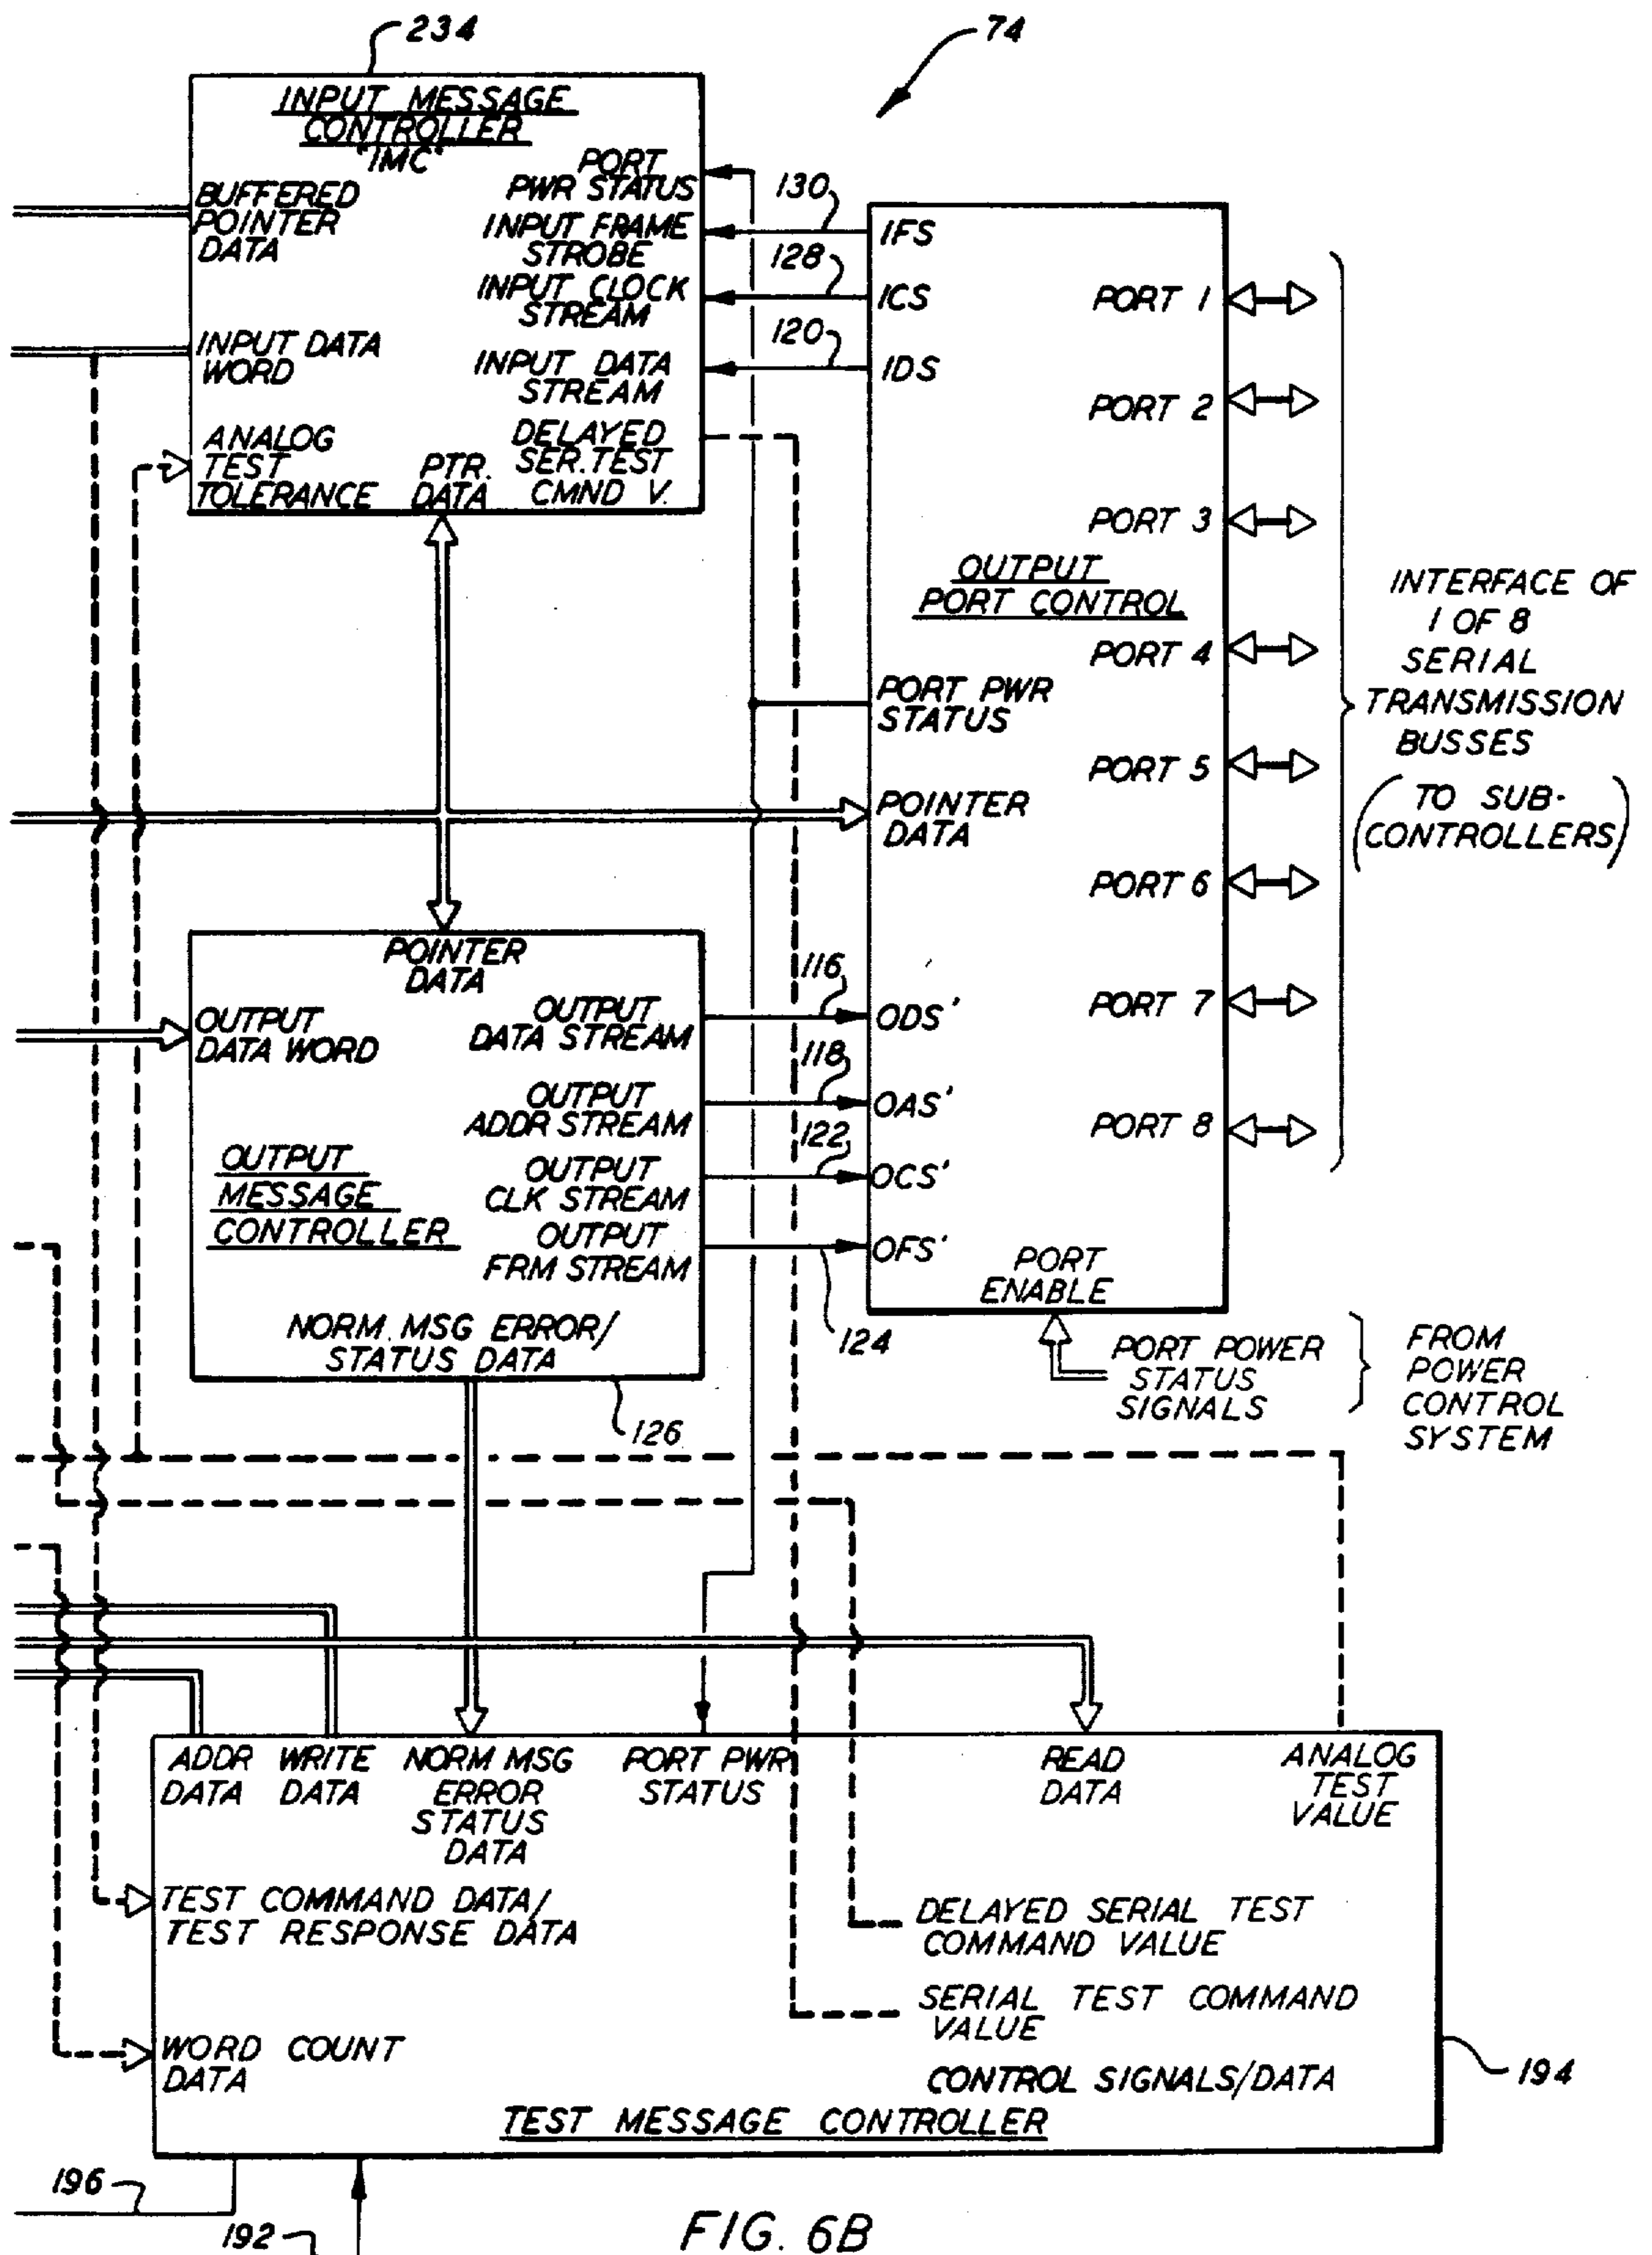 234
74
INPUT MESSAGE
CONTROLLER
"IMC"
BUFFERED
POINTER
DATA
INPUT DATA
WORD
ANALOG
TEST
TOLERANCE
PTR.
DATA
PORT
PWR STATUS
INPUT FRAME
STROBE
INPUT CLOCK
STREAM
INPUT DATA
STREAM
DELAYED
SER. TEST
CMND V.
130
128
120
IFS
ICS
IDS
OUTPUT
PORT CONTROL
PORT PWR
STATUS
POINTER
DATA
ODS'
OAS'
OCS'
OFS'
PORT
ENABLE
PORT 1
PORT 2
PORT 3
PORT 4
PORT 5
PORT 6
PORT 7
PORT 8
INTERFACE OF
1 OF 8
SERIAL
TRANSMISSION
BUSSES
(TO SUB-
CONTROLLERS)
POINTER
DATA
OUTPUT
DATA WORD
OUTPUT
DATA STREAM
OUTPUT
ADDR STREAM
OUTPUT
CLK STREAM
OUTPUT
FRM STREAM
OUTPUT
MESSAGE
CONTROLLER
NORM. MSG ERROR/
STATUS DATA
116
118
122
124
126
PORT POWER
STATUS
SIGNALS
FROM
POWER
CONTROL
SYSTEM
ADDR
DATA
WRITE
DATA
NORM MSG
ERROR
STATUS
DATA
PORT PWR
STATUS
READ
DATA
ANALOG
TEST
VALUE
TEST COMMAND DATA/
TEST RESPONSE DATA
DELAYED SERIAL TEST
COMMAND VALUE
SERIAL TEST COMMAND
VALUE
WORD COUNT
DATA
CONTROL SIGNALS/DATA
TEST MESSAGE CONTROLLER
194
196
192
FIG. 6B